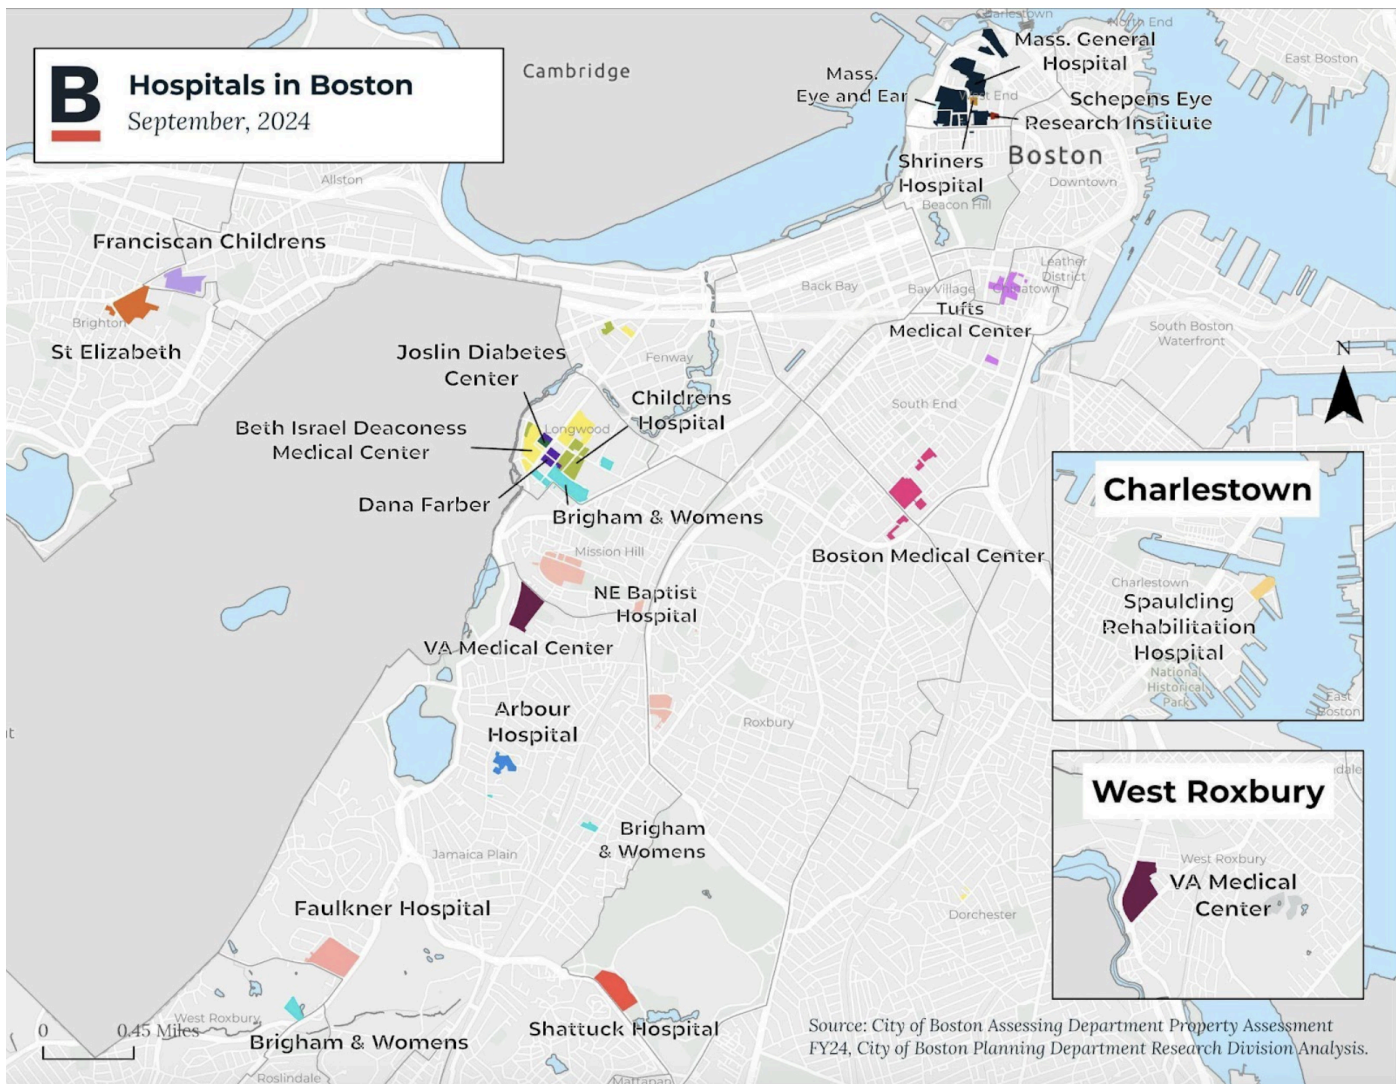 B
Hospitals in Boston
September, 2024
Cambridge
Charlestown
North End
East Boston
Mass. General
Hospital
Mass.
Eye and Ear
West End
Schepens Eye
Research Institute
Shriners
Hospital
Boston
Downtown
Beacon Hill
Allston
Franciscan Childrens
Brighton
St Elizabeth
Leather
District
Back Bay
Bay Village
Chinatown
Tufts
Medical Center
South Boston
Waterfront
N
Joslin Diabetes
Center
Fenway
Childrens
Hospital
South End
Longwood
Beth Israel Deaconess
Medical Center
Dana Farber
Brigham & Womens
Boston Medical Center
Mission Hill
NE Baptist
Hospital
VA Medical Center
Arbour
Hospital
Roxbury
Brigham
& Womens
Jamaica Plain
Faulkner Hospital
Dorchester
West Roxbury
0 0.45 Miles
Brigham & Womens
Shattuck Hospital
Roslindale
Mattapan
Charlestown
Charlestown
Spaulding
Rehabilitation
Hospital
National
Historical
Park
East
Boston
West Roxbury
dale
West Roxbury
VA Medical
Center
Source: City of Boston Assessing Department Property Assessment
FY24, City of Boston Planning Department Research Division Analysis.